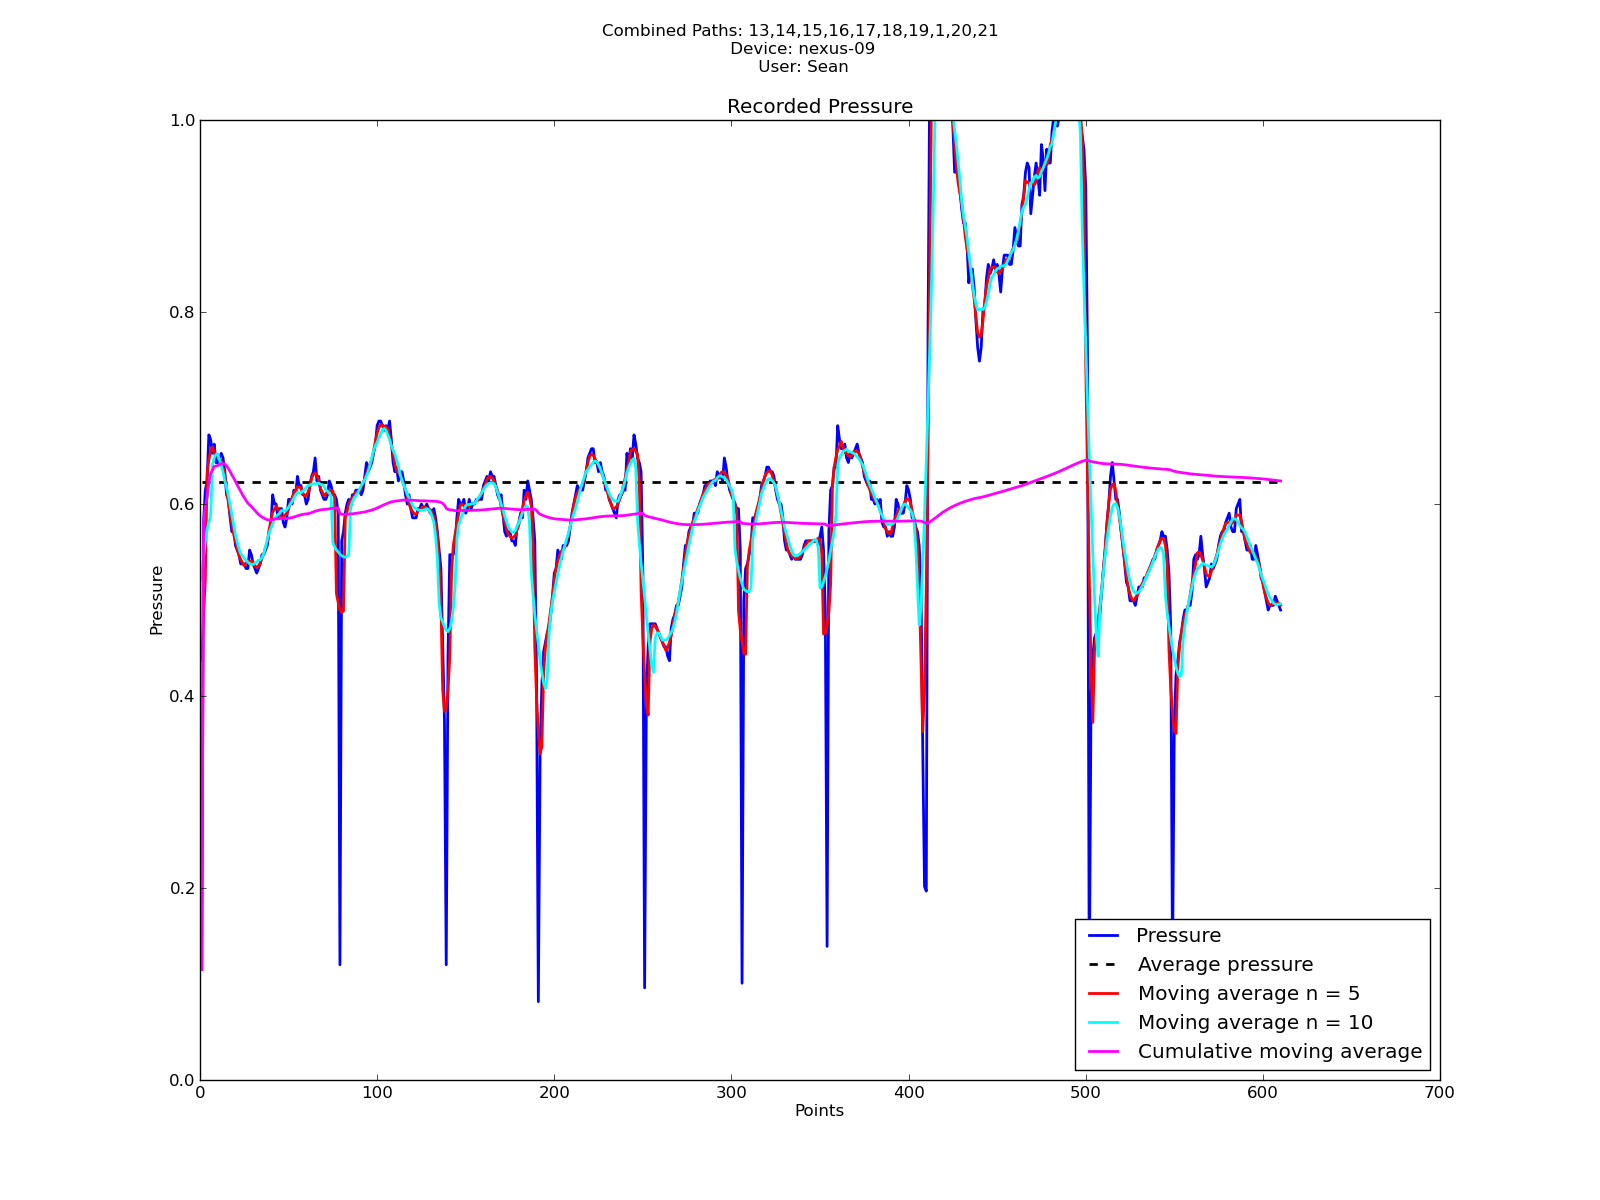 Combined Paths: 13,14,15,16,17,18,19,1,20,21
Device: nexus-09
User: Sean
Recorded Pressure
1.0
0.8
0.6
0.4
0.2
0.0
Pressure
0 100 200 300 400 500 600 700
Points
Pressure
Average pressure
Moving average n = 5
Moving average n = 10
Cumulative moving average